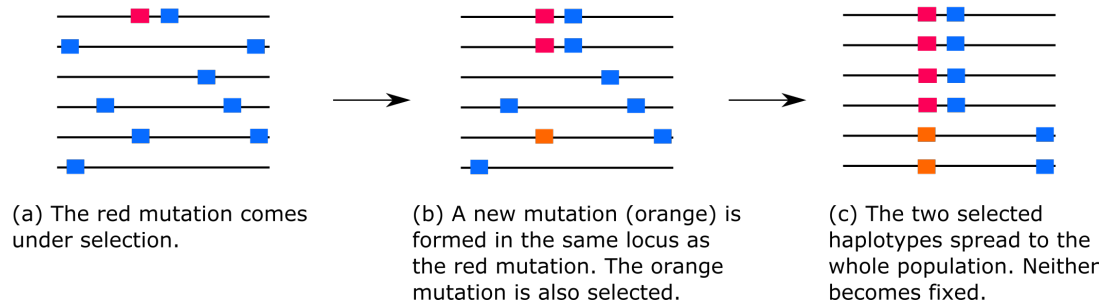 (a) The red mutation comes
under selection.
(b) A new mutation (orange) is
formed in the same locus as
the red mutation. The orange
mutation is also selected.
(c) The two selected
haplotypes spread to the
whole population. Neither
becomes fixed.